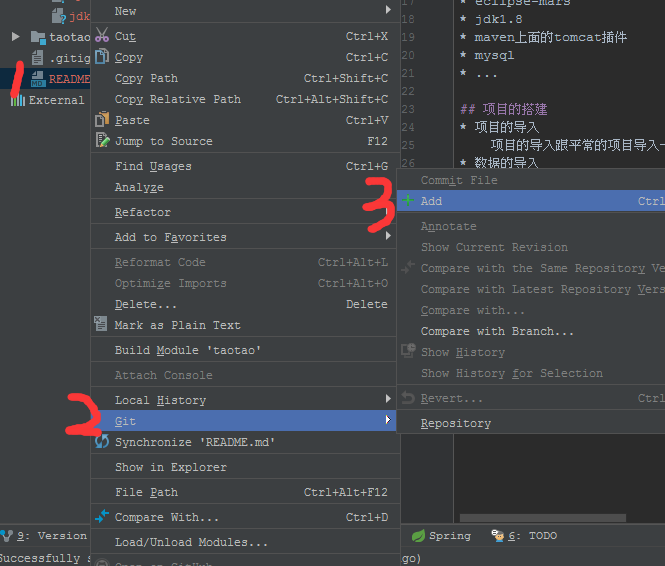 jdk
taotao
.gitig
README
External
1
New
Cut Ctrl+X
Copy Ctrl+C
Copy Path Ctrl+Shift+C
Copy Relative Path Ctrl+Alt+Shift+C
Paste Ctrl+V
Jump to Source F12
Find Usages Ctrl+G
Analyze
Refactor
Add to Favorites
Reformat Code Ctrl+Alt+L
Optimize Imports Ctrl+Alt+O
Delete... Delete
Mark as Plain Text
Build Module 'taotao'
Attach Console
Local History
2
Git
Synchronize 'README.md'
Show in Explorer
File Path Ctrl+Alt+F12
Compare With... Ctrl+D
Load/Unload Modules...
17 * eclipse-mars
18 * jdk1.8
19 * maven上面的tomcat插件
20 * mysql
21 * ...
22
23 ## 项目的搭建
24 * 项目的导入
25 项目的导入跟平常的项目导入一
26 * 数据的导入
3
Commit File
Add Ctrl
Annotate
Show Current Revision
Compare with the Same Repository Ve
Compare with Latest Repository Vers
Compare with...
Compare with Branch...
Show History
Show History for Selection
Revert... Ctrl
Repository
9: Version
Spring
6: TODO
Successfully s
go)